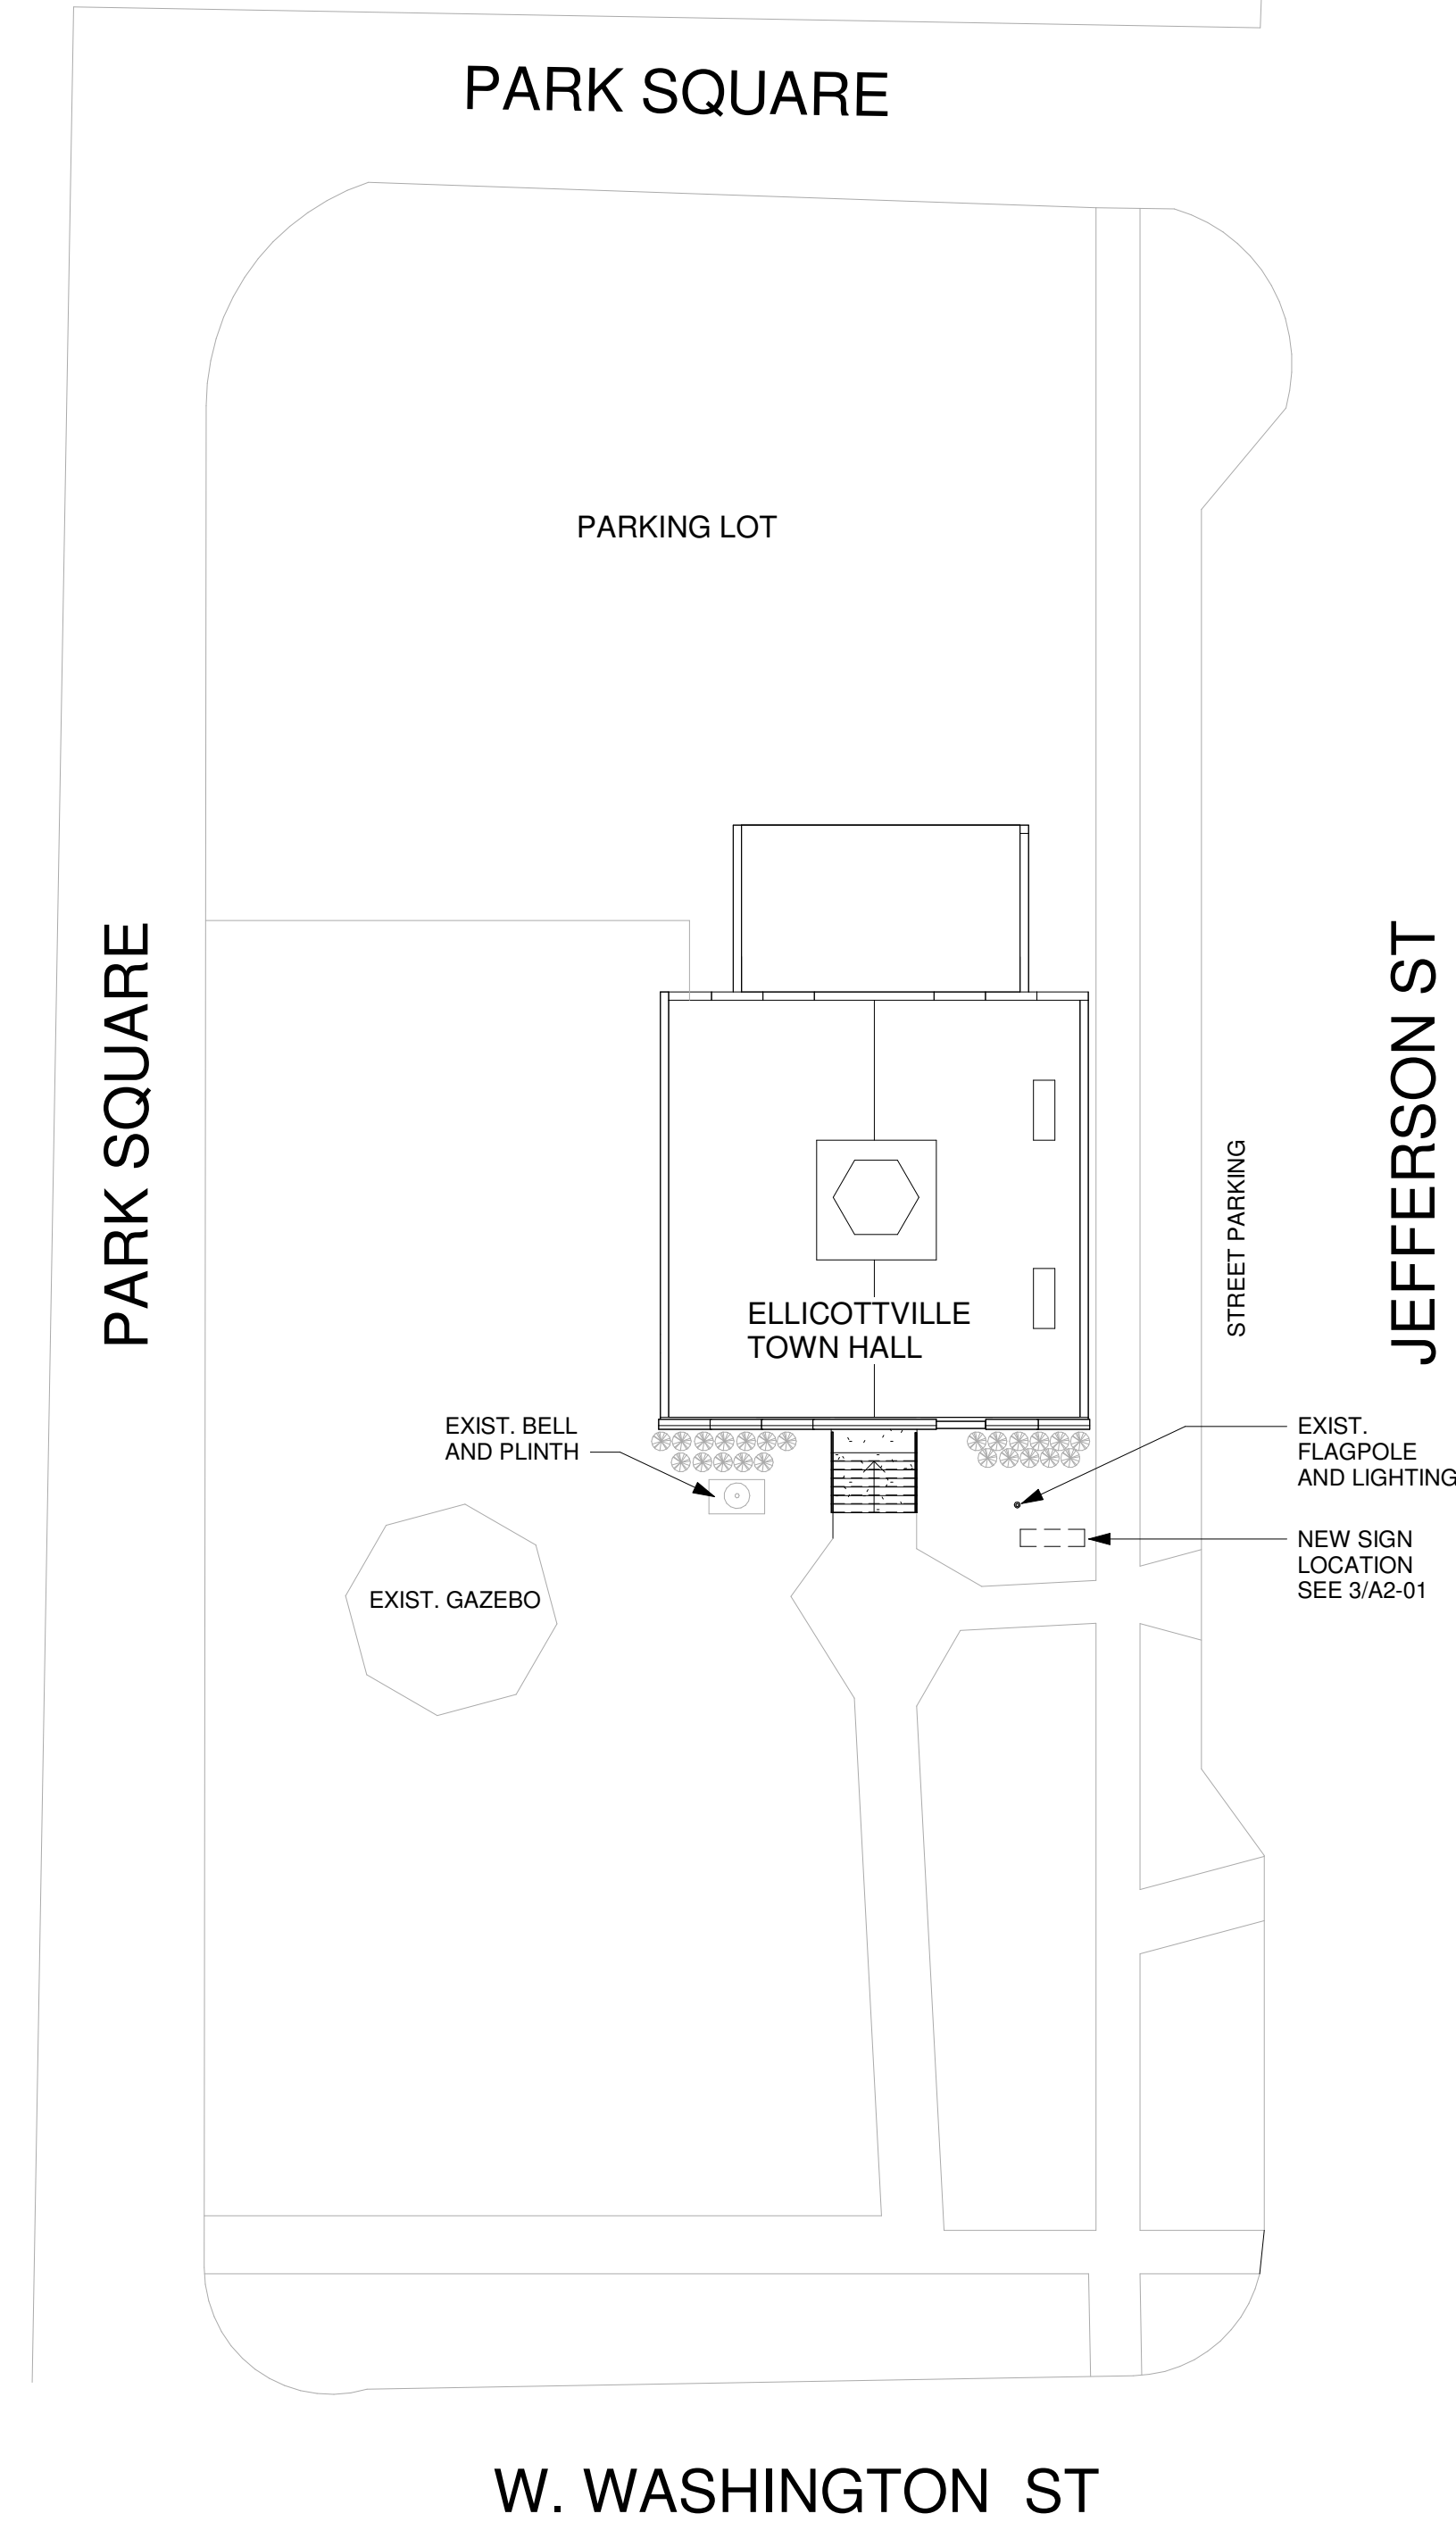 PARK SQUARE
PARKING LOT
PARK SQUARE
JEFFERSON ST
STREET PARKING
ELLICOTTVILLE
TOWN HALL
EXIST. BELL
AND PLINTH
EXIST.
FLAGPOLE
AND LIGHTING
NEW SIGN
LOCATION
SEE 3/A2-01
EXIST. GAZEBO
W. WASHINGTON ST